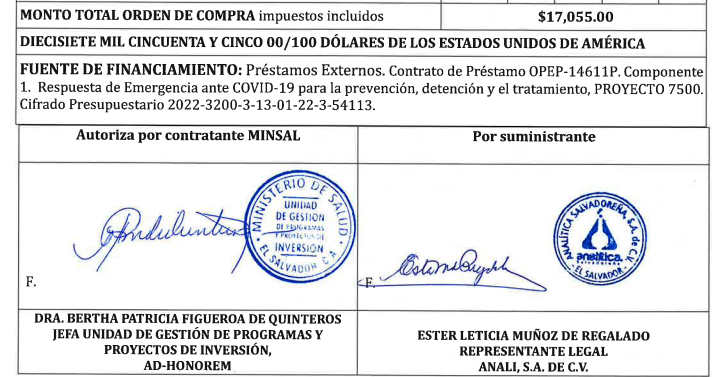 MONTO TOTAL ORDEN DE COMPRA impuestos incluidos $17,055.00
DIECISIETE MIL CINCUENTA Y CINCO 00/100 DÓLARES DE LOS ESTADOS UNIDOS DE AMÉRICA
FUENTE DE FINANCIAMIENTO: Préstamos Externos. Contrato de Préstamo OPEP-14611P. Componente
1. Respuesta de Emergencia ante COVID-19 para la prevención, detención y el tratamiento, PROYECTO 7500.
Cifrado Presupuestario 2022-3200-3-13-01-22-3-54113.
Autoriza por contratante MINSAL
Por suministrante
MINISTERIO DE SALUD
UNIDAD
DE GESTION
DE PROGRAMAS
Y PROYECTOS DE
INVERSIÓN
EL SALVADOR C.A.
ANALÍTICA SALVADOREÑA, S.A. de C.V.
analítica
EL SALVADOR
F.
F.
DRA. BERTHA PATRICIA FIGUEROA DE QUINTEROS
JEFA UNIDAD DE GESTIÓN DE PROGRAMAS Y
PROYECTOS DE INVERSIÓN,
AD-HONOREM
ESTER LETICIA MUÑOZ DE REGALADO
REPRESENTANTE LEGAL
ANALI, S.A. DE C.V.